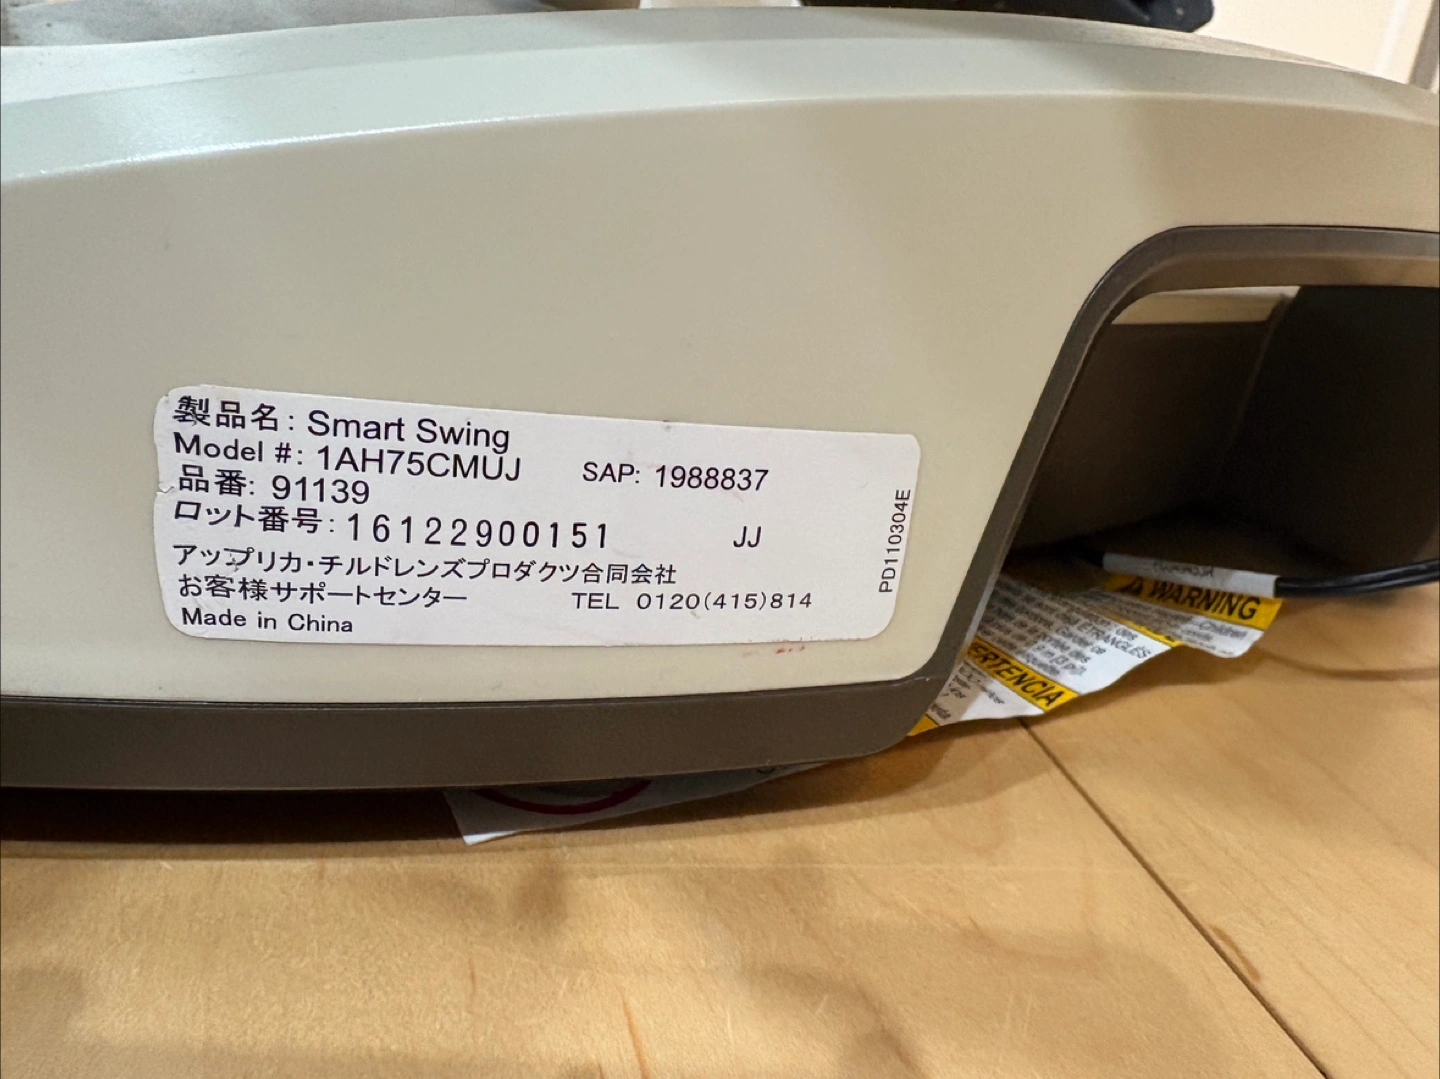 製品名: Smart Swing
Model #: 1AH75CMUJ SAP: 1988837
品番: 91139
ロット番号: 16122900151 JJ
アップリカ・チルドレンズプロダクツ合同会社
お客様サポートセンター TEL 0120(415)814
Made in China
PD110304E
WARNING
ÉTRANGLÉS